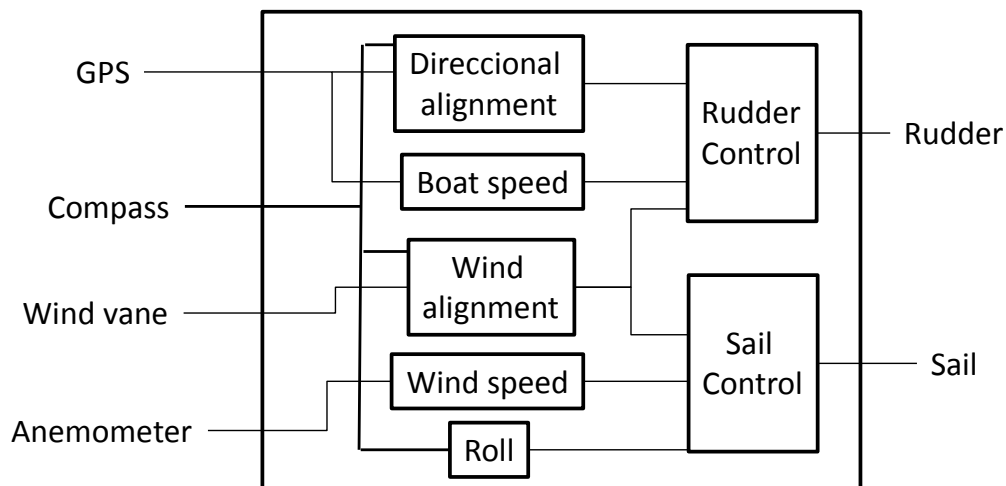 GPS
Direccional
alignment
Rudder
Control
Rudder
Boat speed
Compass
Wind
alignment
Wind vane
Sail
Control
Sail
Wind speed
Anemometer
Roll